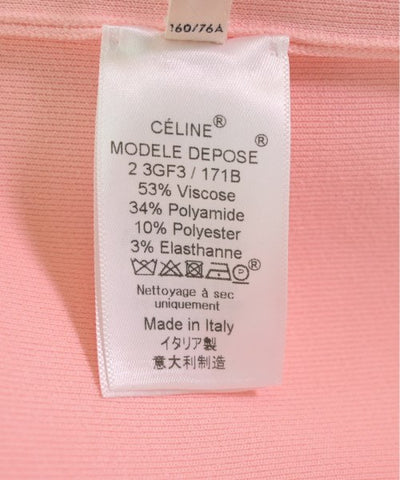 160/76A
CÉLINE®
MODELE DEPOSE®
2 3GF3 / 171B
53% Viscose
34% Polyamide
10% Polyester
3% Elasthanne
P®
Nettoyage à sec
uniquement
Made in Italy
イタリア製
意大利制造